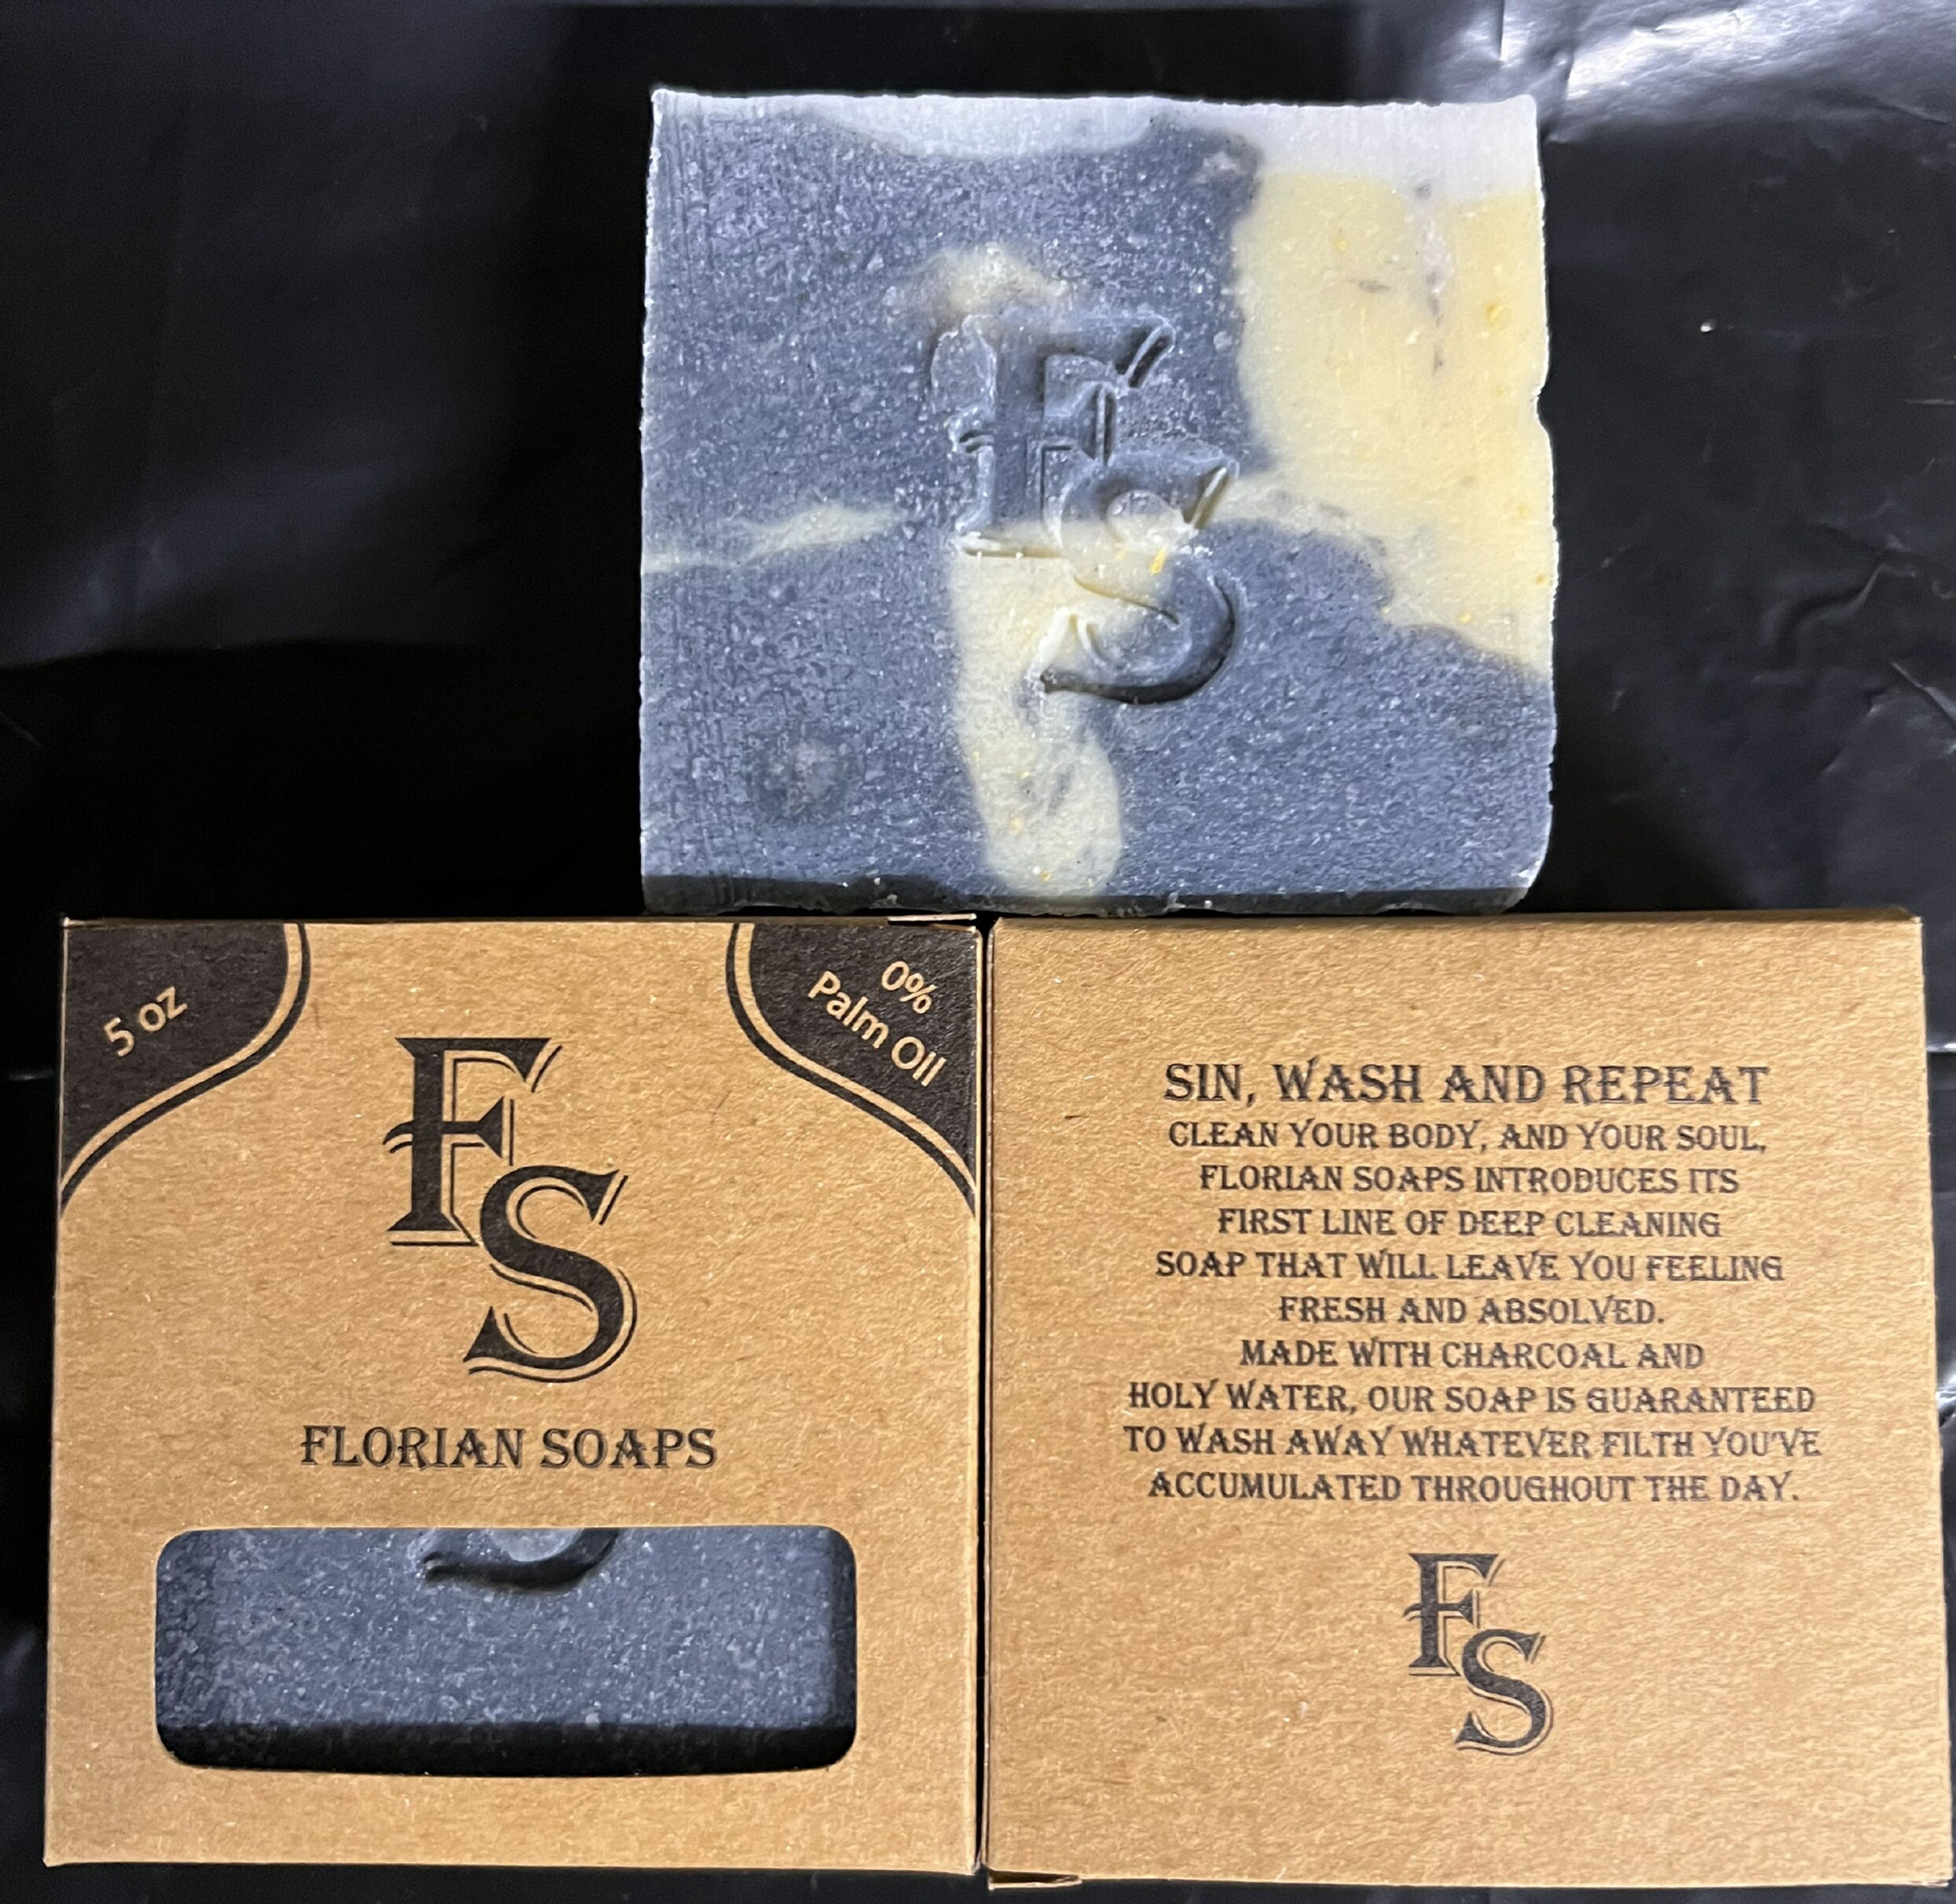 FS
5 oz
0%
Palm Oil
FS
FLORIAN SOAPS
SIN, WASH AND REPEAT
CLEAN YOUR BODY, AND YOUR SOUL,
FLORIAN SOAPS INTRODUCES ITS
FIRST LINE OF DEEP CLEANING
SOAP THAT WILL LEAVE YOU FEELING
FRESH AND ABSOLVED.
MADE WITH CHARCOAL AND
HOLY WATER, OUR SOAP IS GUARANTEED
TO WASH AWAY WHATEVER FILTH YOU'VE
ACCUMULATED THROUGHOUT THE DAY.
FS